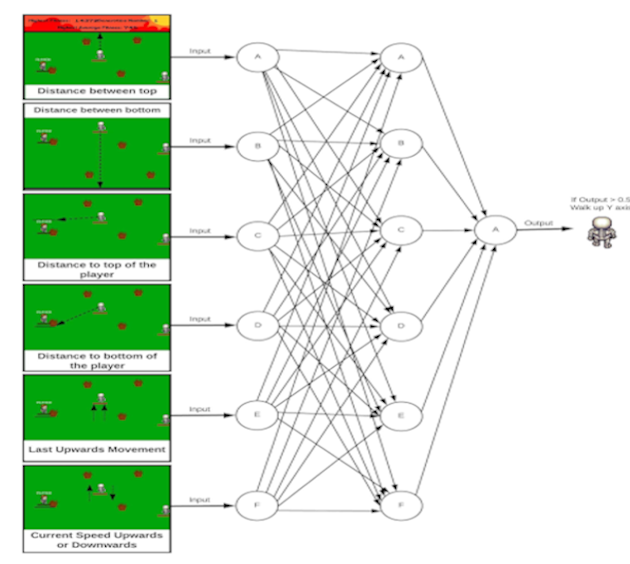 Distance between top
Distance between bottom
Distance to top of the
player
Distance to bottom of
the player
Last Upwards Movement
Current Speed Upwards
or Downwards
Input
Input
Input
Input
Input
Input
A
B
C
D
E
F
A
B
C
D
E
F
A
Output
If Output > 0.5
Walk up Y axis